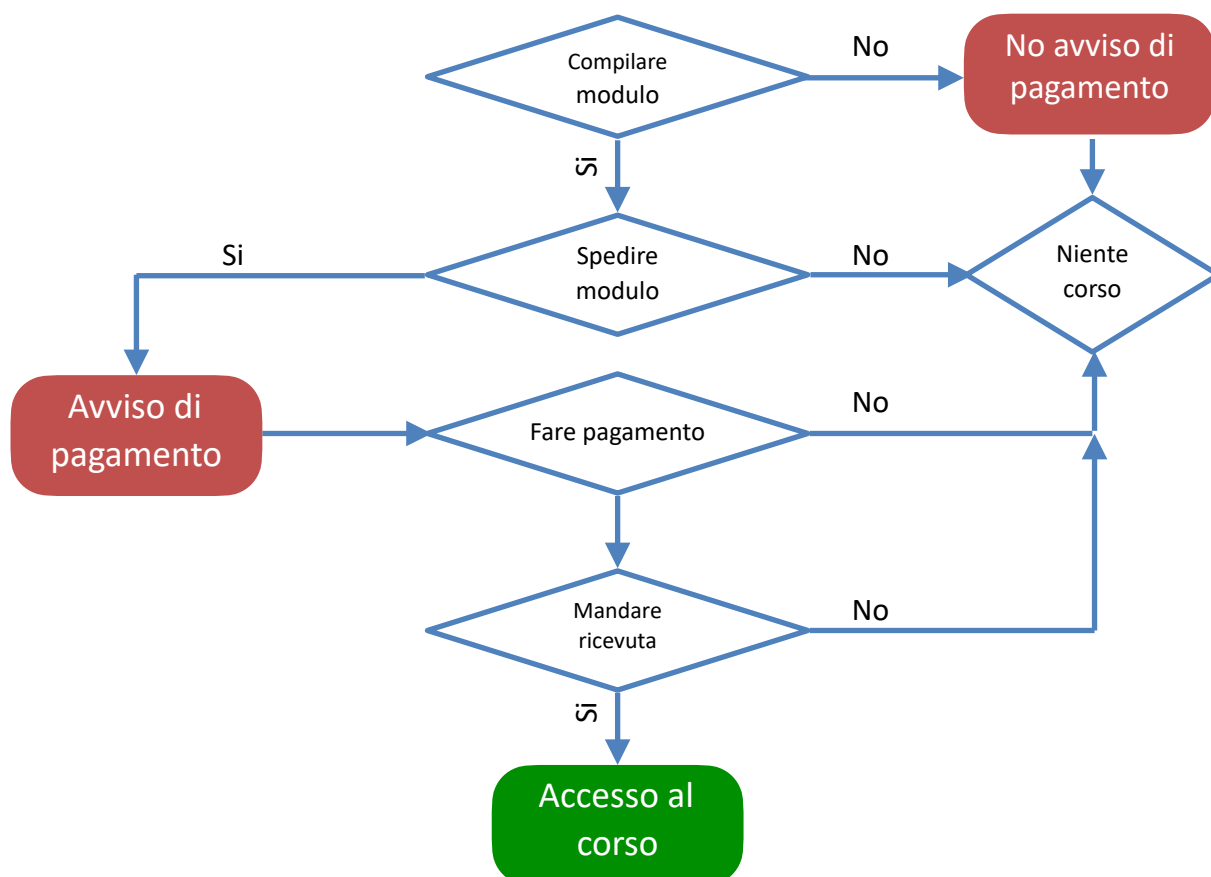 Compilare
modulo
No
No avviso di
pagamento
Si
Spedire
modulo
Si
No
Niente
corso
Avviso di
pagamento
Fare pagamento
No
Mandare
ricevuta
No
Si
Accesso al
corso